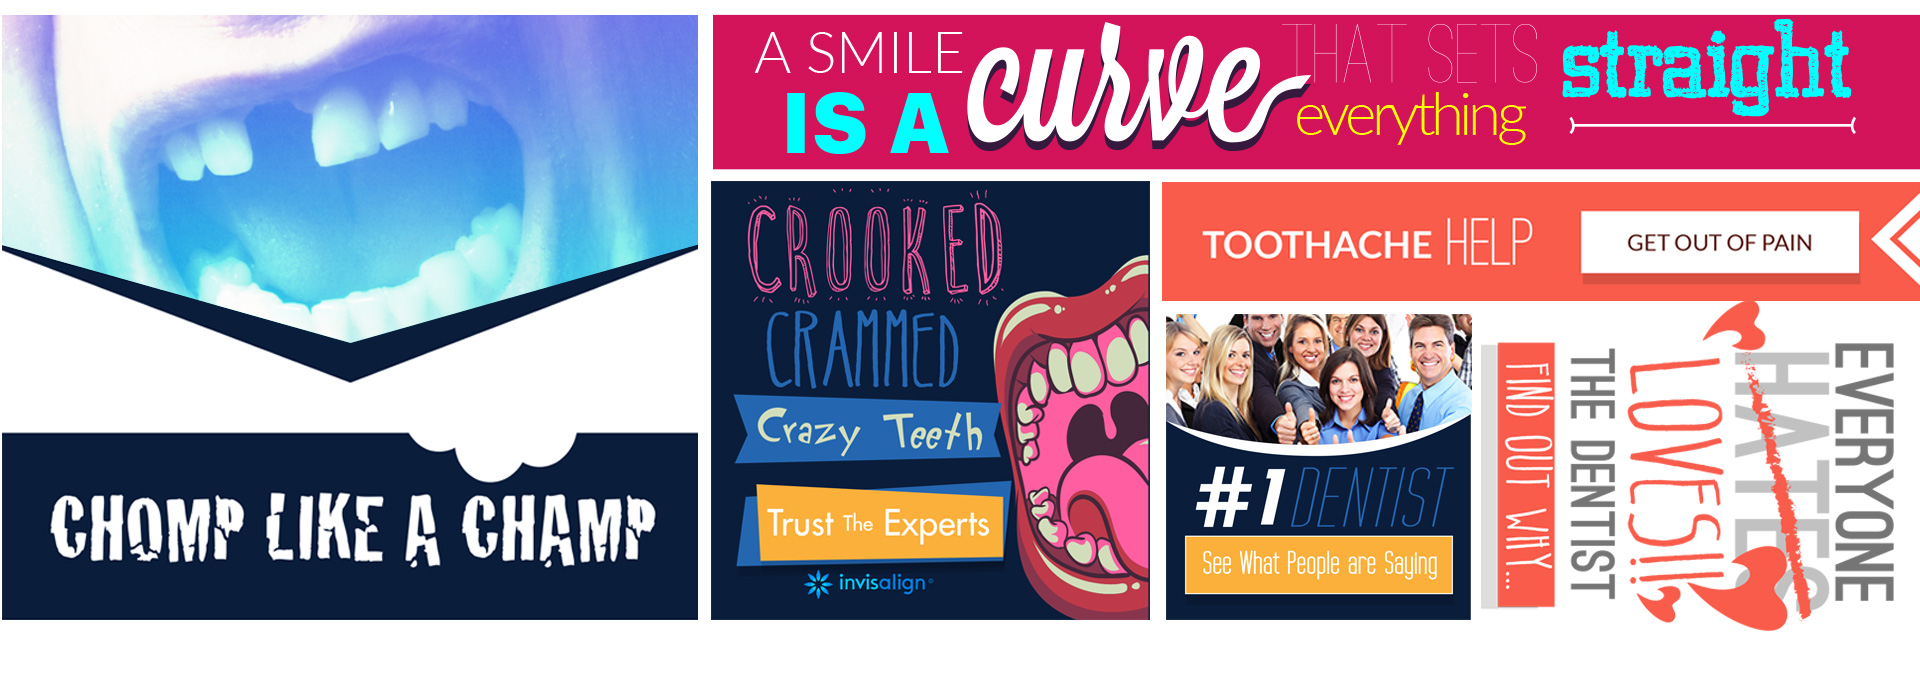 A SMILE
IS A
curve
THAT SETS
everything
straight
CHOMP LIKE A CHAMP
CROOKED
CRAMMED
Crazy Teeth
Trust The Experts
invisalign®
TOOTHACHE HELP
GET OUT OF PAIN
#1 DENTIST
See What People are Saying
EVERYONE
HATES
LOVES!!!
THE DENTIST
FIND OUT WHY...